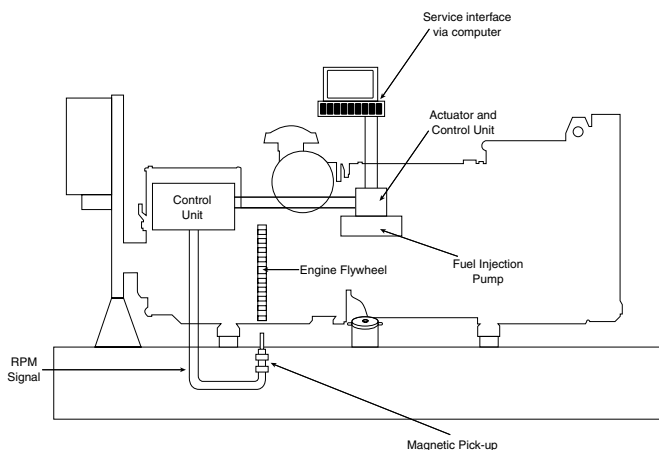 Service interface
via computer
Actuator and
Control Unit
Control
Unit
Engine Flywheel
Fuel Injection
Pump
RPM
Signal
Magnetic Pick-up